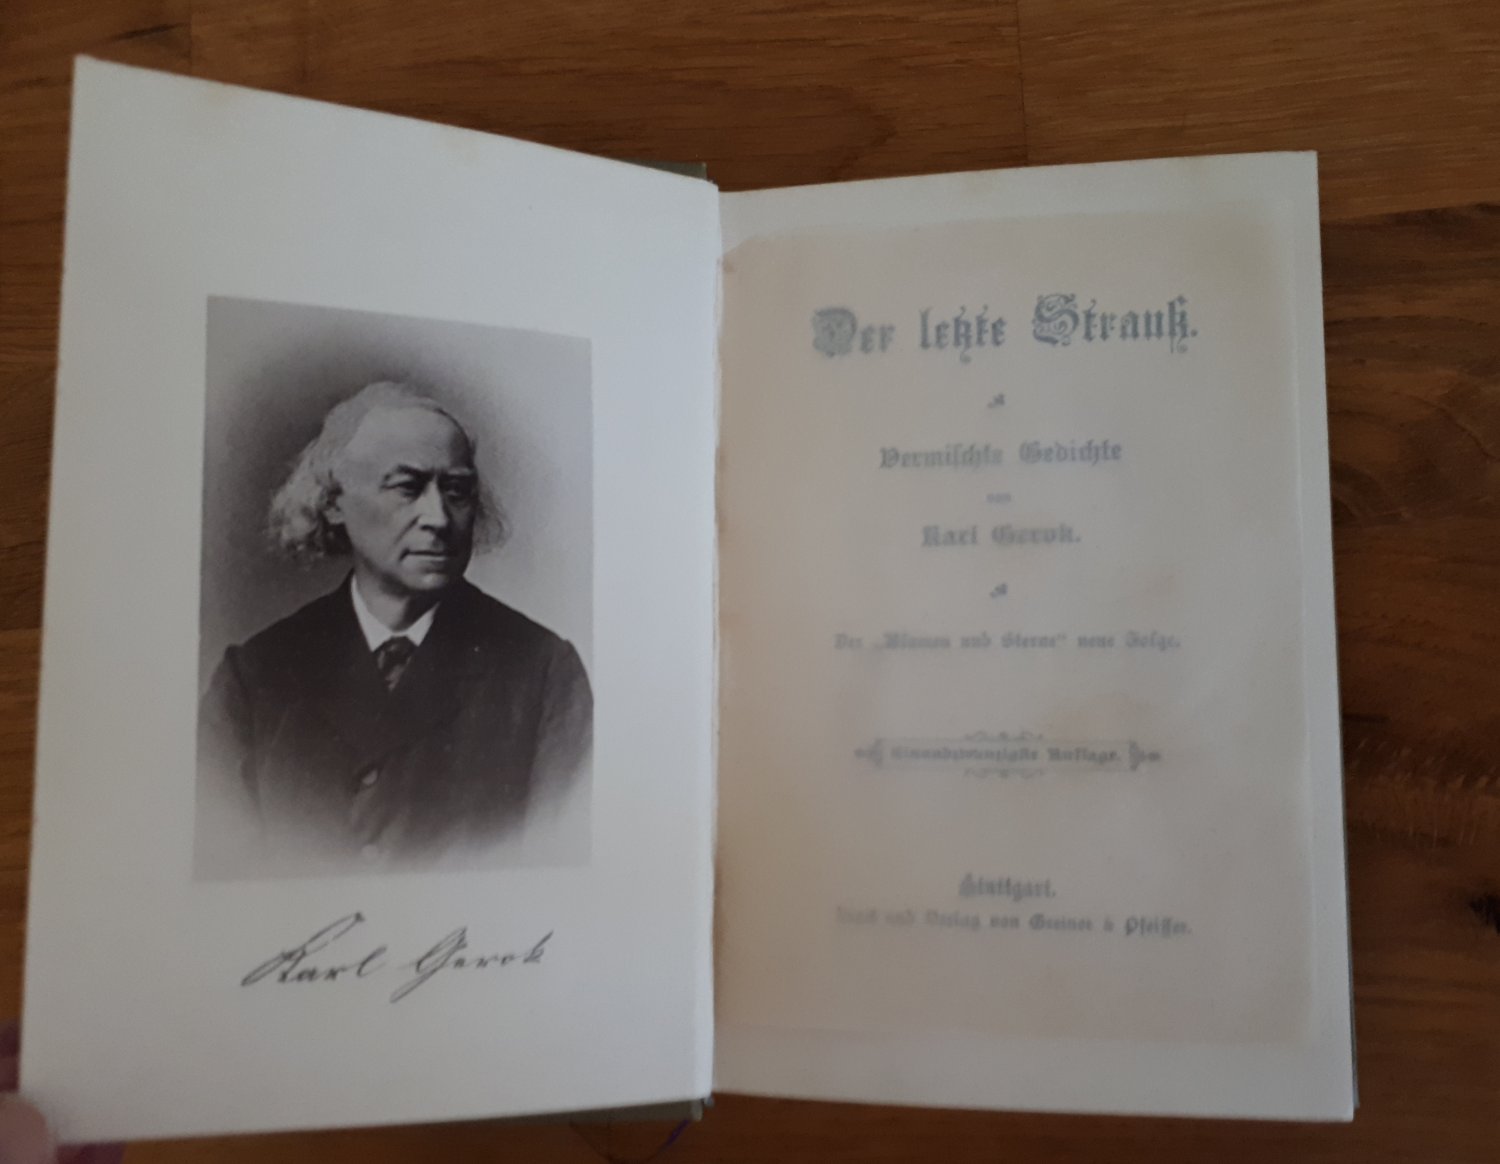 Karl Gerok
Der letzte Strauß.
Vermischte Gedichte
von
Karl Gerok.
Der „Blumen und Sterne“ neue Folge.
Einundzwanzigste Auflage.
Stuttgart.
Druck und Verlag von Greiner & Pfeiffer.